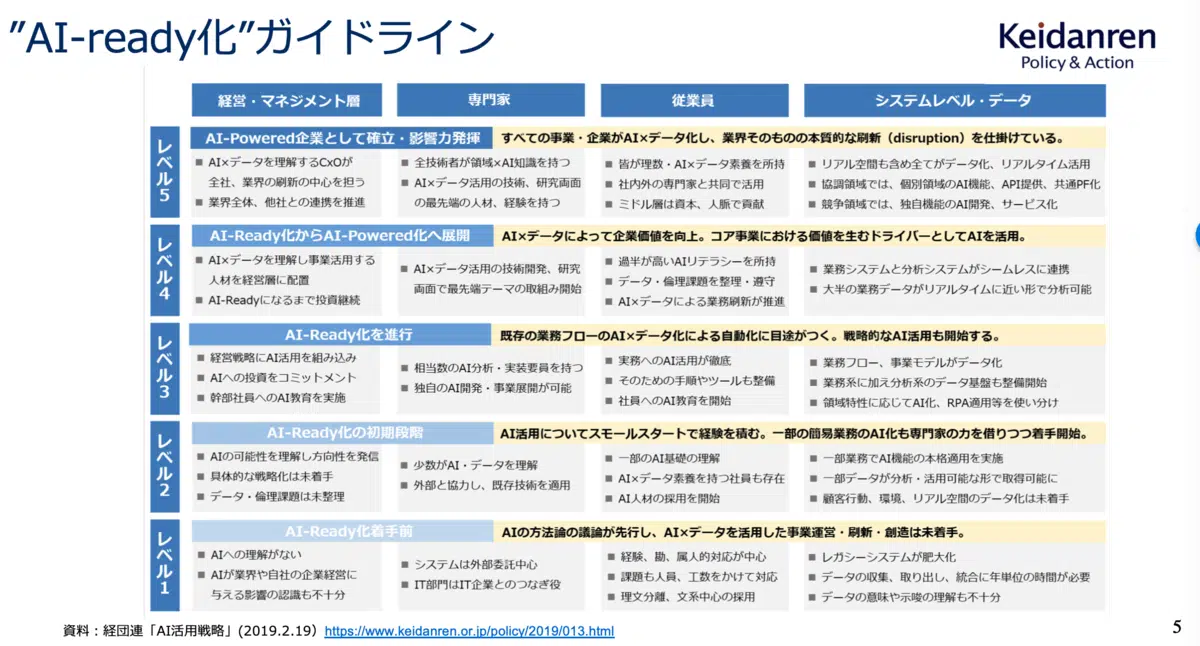 ”AI-ready化”ガイドライン
Keidanren
Policy & Action
経営・マネジメント層
専門家
従業員
システムレベル・データ
レベル5
AI-Powered企業として確立・影響力発揮
すべての事業・企業がAI×データ化し、業界そのものの本質的な刷新（disruption）を仕掛けている。
■ AI×データを理解するCxOが
全社、業界の刷新の中心を担う
■ 業界全体、他社との連携を推進
■ 全技術者が領域×AI知識を持つ
■ AI×データ活用の技術、研究両面
の最先端の人材、経験を持つ
■ 皆が理数・AI×データ素養を所持
■ 社内外の専門家と共同で活用
■ ミドル層は資本、人脈で貢献
■ リアル空間も含め全てがデータ化、リアルタイム活用
■ 協調領域では、個別領域のAI機能、API提供、共通PF化
■ 競争領域では、独自機能のAI開発、サービス化
レベル4
AI-Ready化からAI-Powered化へ展開
AI×データによって企業価値を向上。コア事業における価値を生むドライバーとしてAIを活用。
■ AI×データを理解し事業活用する
人材を経営層に配置
■ AI-Readyになるまで投資継続
■ AI×データ活用の技術開発、研究
両面で最先端テーマの取組み開始
■ 過半が高いAIリテラシーを所持
■ データ・倫理課題を整理・遵守
■ AI×データによる業務刷新が推進
■ 業務システムと分析システムがシームレスに連携
■ 大半の業務データがリアルタイムに近い形で分析可能
レベル3
AI-Ready化を進行
既存の業務フローのAI×データ化による自動化に目途がつく。戦略的なAI活用も開始する。
■ 経営戦略にAI活用を組み込み
■ AIへの投資をコミットメント
■ 幹部社員へのAI教育を実施
■ 相当数のAI分析・実装要員を持つ
■ 独自のAI開発・事業展開が可能
■ 実務へのAI活用が徹底
■ そのための手順やツールも整備
■ 社員へのAI教育を開始
■ 業務フロー、事業モデルがデータ化
■ 業務系に加え分析系のデータ基盤も整備開始
■ 領域特性に応じてAI化、RPA適用等を使い分け
レベル2
AI-Ready化の初期段階
AI活用についてスモールスタートで経験を積む。一部の簡易業務のAI化も専門家の力を借りつつ着手開始。
■ AIの可能性を理解し方向性を発信
■ 具体的な戦略化は未着手
■ データ・倫理課題は未整理
■ 少数がAI・データを理解
■ 外部と協力し、既存技術を適用
■ 一部のAI基礎の理解
■ AI×データ素養を持つ社員も存在
■ AI人材の採用を開始
■ 一部業務でAI機能の本格適用を実施
■ 一部データが分析・活用可能な形で取得可能に
■ 顧客行動、環境、リアル空間のデータ化は未着手
レベル1
AI-Ready化着手前
AIの方法論の議論が先行し、AI×データを活用した事業運営・刷新・創造は未着手。
■ AIへの理解がない
■ AIが業界や自社の企業経営に
与える影響の認識も不十分
■ システムは外部委託中心
■ IT部門はIT企業とのつなぎ役
■ 経験、勘、属人的対応が中心
■ 課題も人員、工数をかけて対応
■ 理文分離、文系中心の採用
■ レガシーシステムが肥大化
■ データの収集、取り出し、統合に年単位の時間が必要
■ データの意味や示唆の理解も不十分
資料：経団連「AI活用戦略」(2019.2.19） https://www.keidanren.or.jp/policy/2019/013.html
5